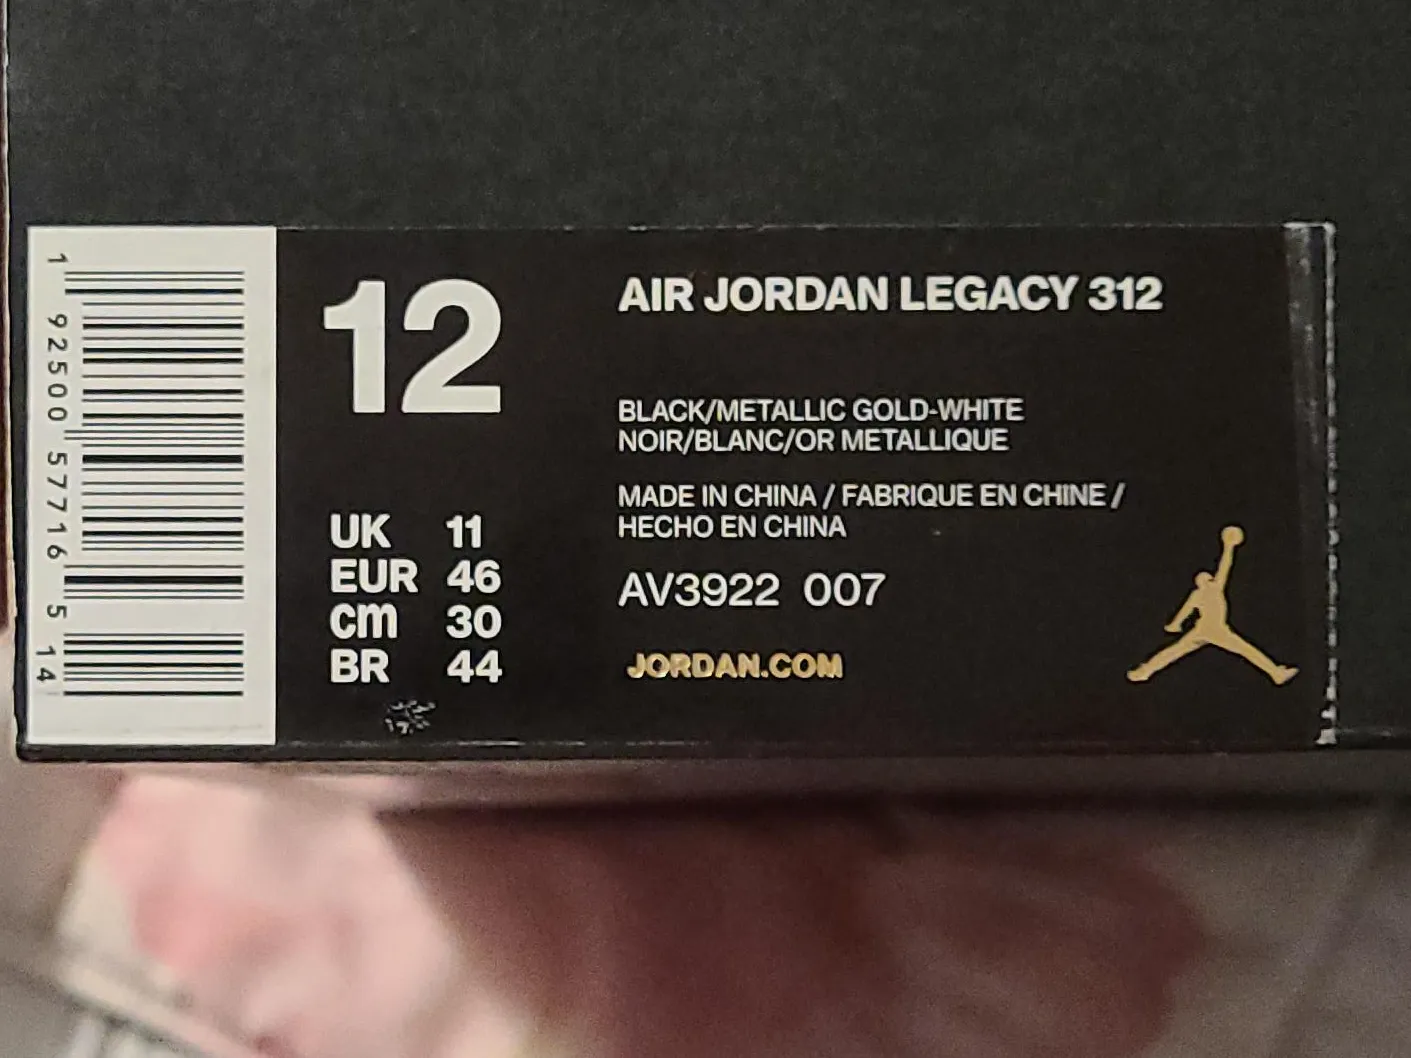 1 92500 57716 5 14
12
UK 11
EUR 46
cm 30
BR 44
AIR JORDAN LEGACY 312
BLACK/METALLIC GOLD-WHITE
NOIR/BLANC/OR METALLIQUE
MADE IN CHINA / FABRIQUE EN CHINE /
HECHO EN CHINA
AV3922 007
JORDAN.COM